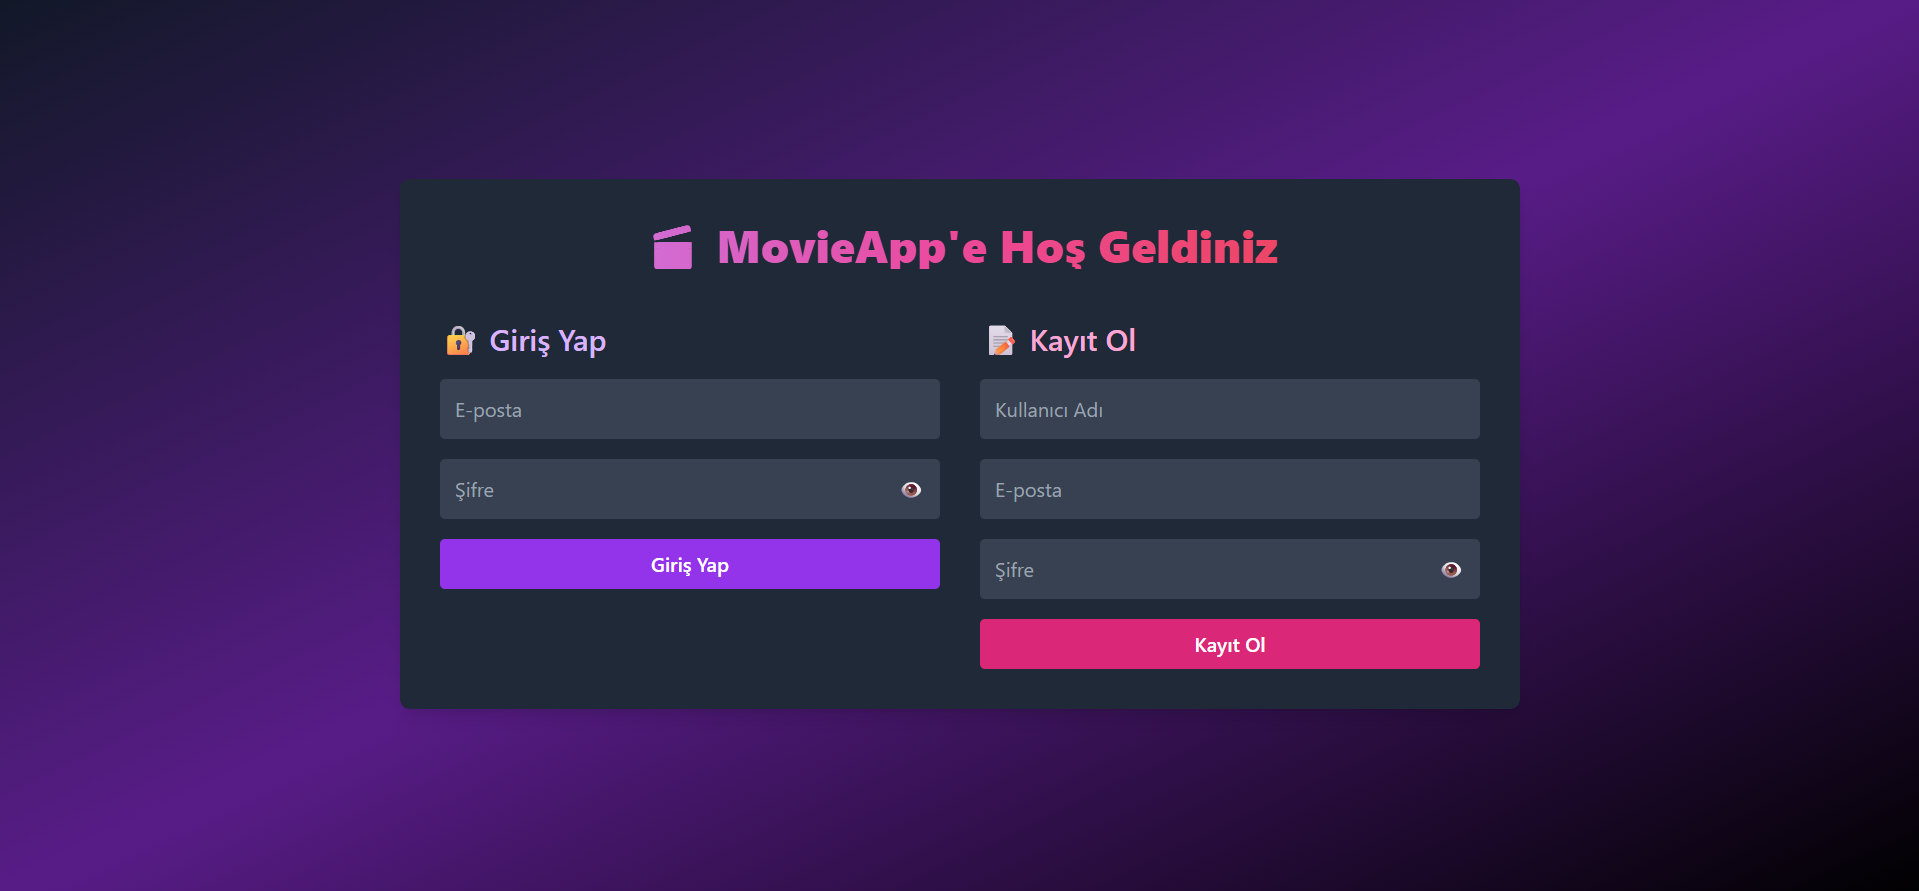 MovieApp'e Hoş Geldiniz
Giriş Yap
E-posta
Şifre
Giriş Yap
Kayıt Ol
Kullanıcı Adı
E-posta
Şifre
Kayıt Ol